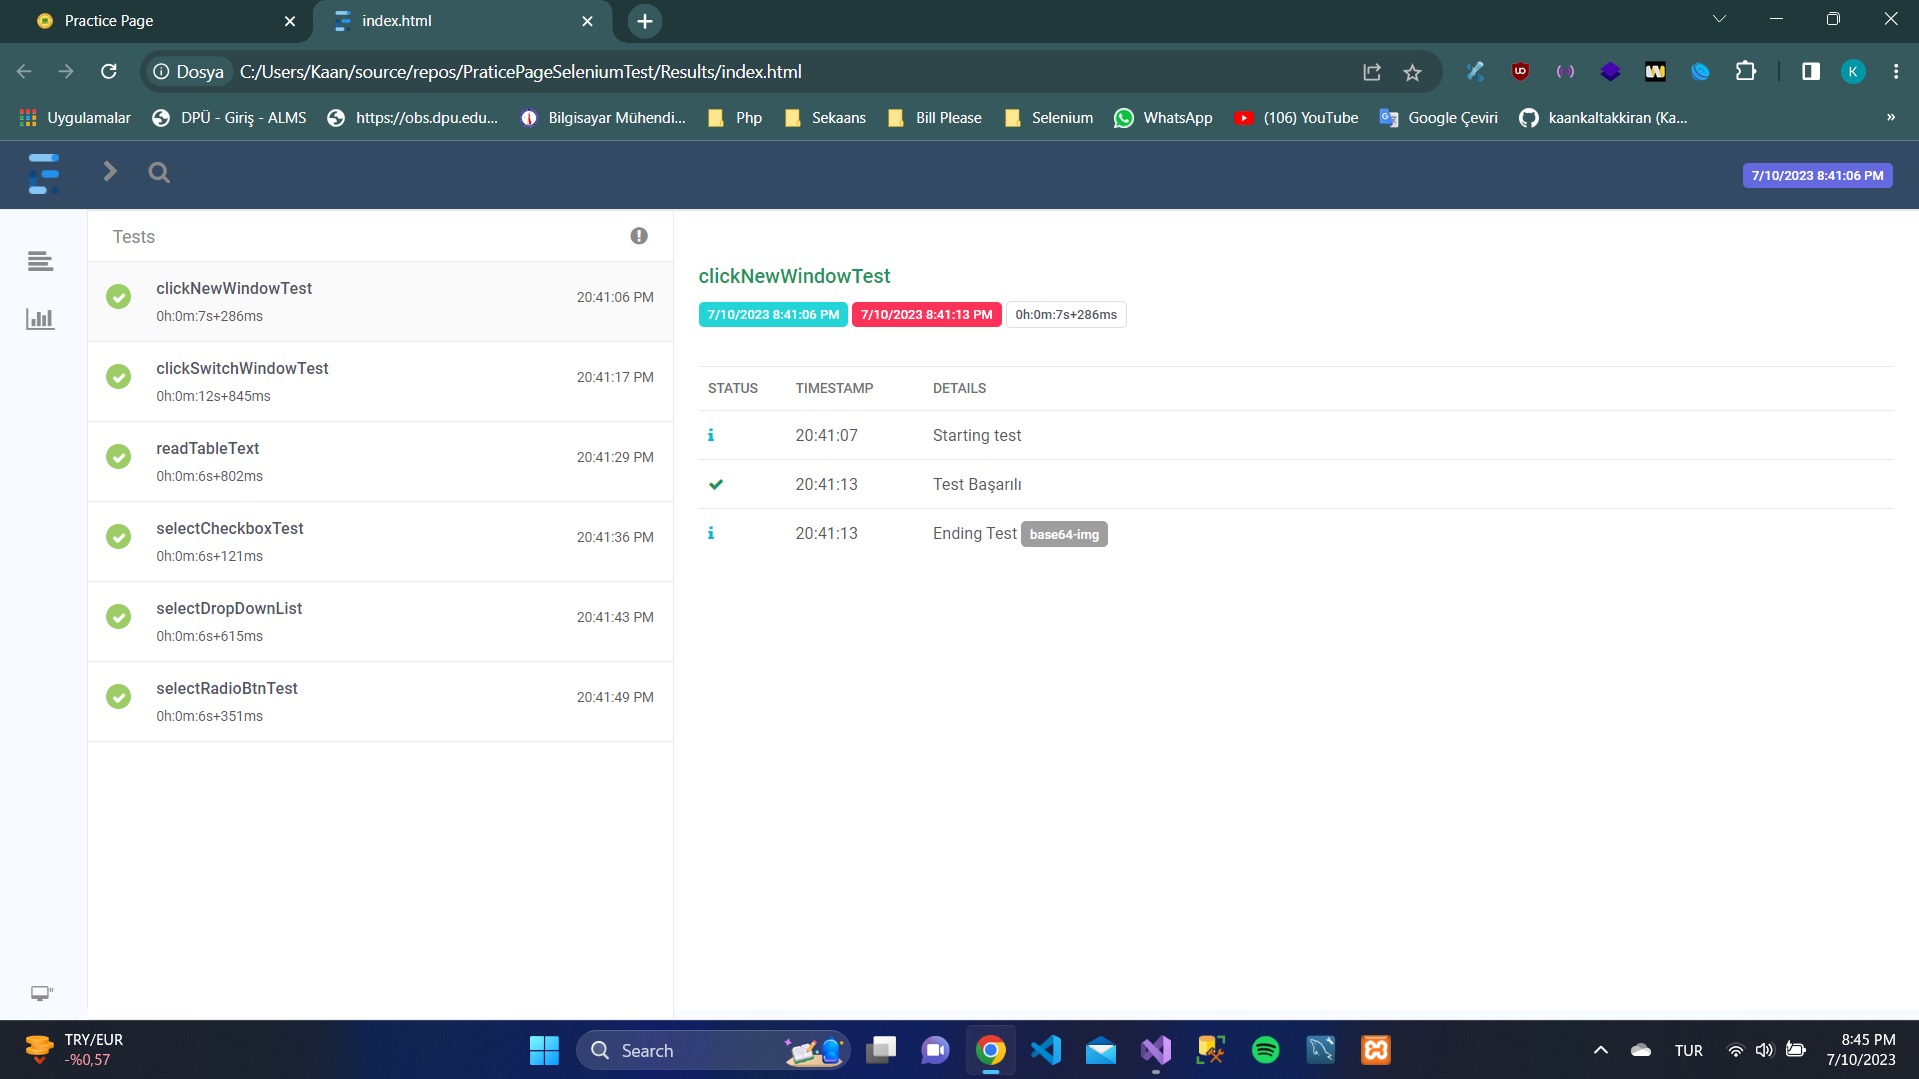 Practice Page
index.html
Dosya C:/Users/Kaan/source/repos/PraticePageSeleniumTest/Results/index.html
K
Uygulamalar DPÜ - Giriş - ALMS https://obs.dpu.edu... Bilgisayar Mühendi... Php Sekaans Bill Please Selenium WhatsApp (106) YouTube Google Çeviri kaankaltakkiran (Ka... »
7/10/2023 8:41:06 PM
Tests
clickNewWindowTest
0h:0m:7s+286ms
20:41:06 PM
clickSwitchWindowTest
0h:0m:12s+845ms
20:41:17 PM
readTableText
0h:0m:6s+802ms
20:41:29 PM
selectCheckboxTest
0h:0m:6s+121ms
20:41:36 PM
selectDropDownList
0h:0m:6s+615ms
20:41:43 PM
selectRadioBtnTest
0h:0m:6s+351ms
20:41:49 PM
clickNewWindowTest
7/10/2023 8:41:06 PM 7/10/2023 8:41:13 PM 0h:0m:7s+286ms
STATUS TIMESTAMP DETAILS
20:41:07 Starting test
20:41:13 Test Başarılı
20:41:13 Ending Test base64-img
TRY/EUR
-%0,57
Search
TUR
8:45 PM
7/10/2023